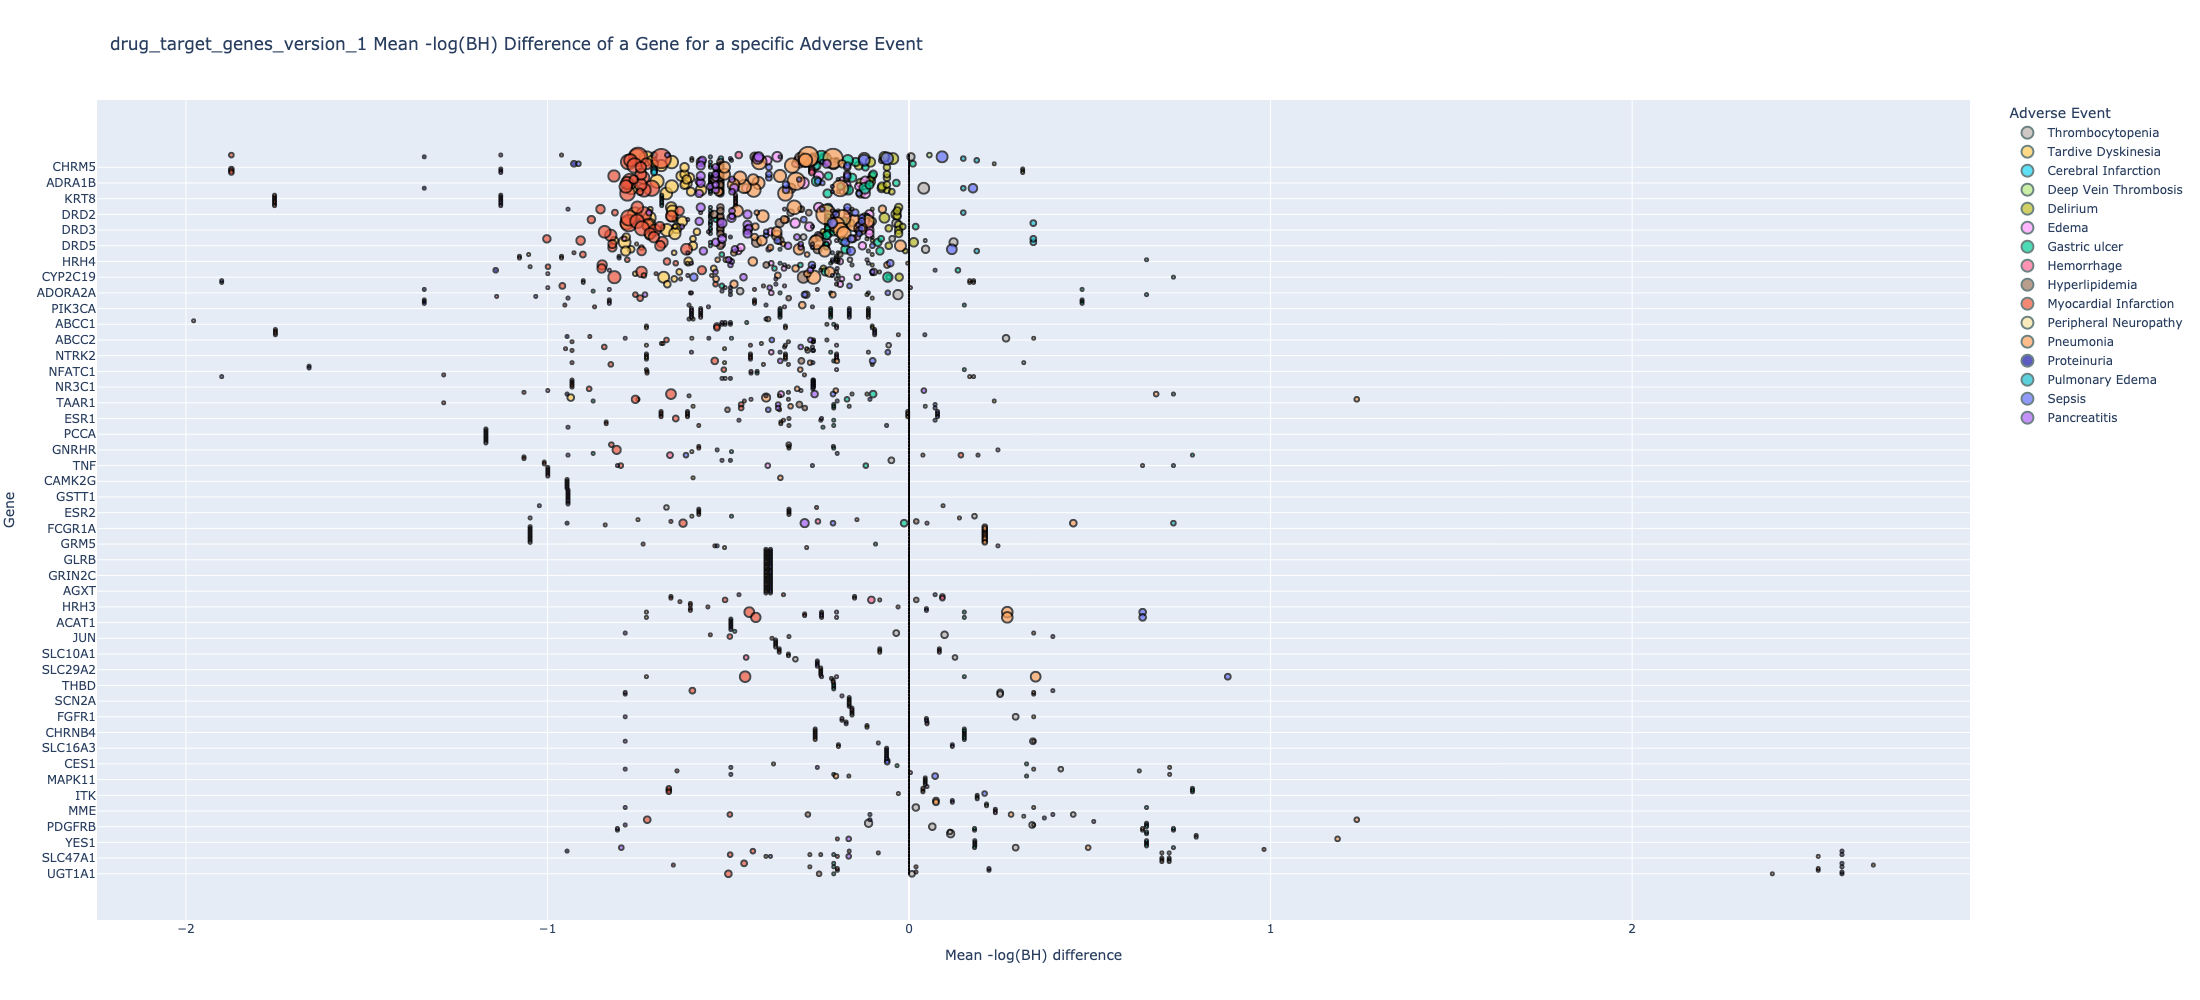 drug_target_genes_version_1 Mean -log(BH) Difference of a Gene for a specific Adverse Event
Adverse Event
Thrombocytopenia
Tardive Dyskinesia
Cerebral Infarction
Deep Vein Thrombosis
Delirium
Edema
Gastric ulcer
Hemorrhage
Hyperlipidemia
Myocardial Infarction
Peripheral Neuropathy
Pneumonia
Proteinuria
Pulmonary Edema
Sepsis
Pancreatitis
Gene
CHRM5
ADRA1B
KRT8
DRD2
DRD3
DRD5
HRH4
CYP2C19
ADORA2A
PIK3CA
ABCC1
ABCC2
NTRK2
NFATC1
NR3C1
TAAR1
ESR1
PCCA
GNRHR
TNF
CAMK2G
GSTT1
ESR2
FCGR1A
GRM5
GLRB
GRIN2C
AGXT
HRH3
ACAT1
JUN
SLC10A1
SLC29A2
THBD
SCN2A
FGFR1
CHRNB4
SLC16A3
CES1
MAPK11
ITK
MME
PDGFRB
YES1
SLC47A1
UGT1A1
−2 −1 0 1 2
Mean -log(BH) difference